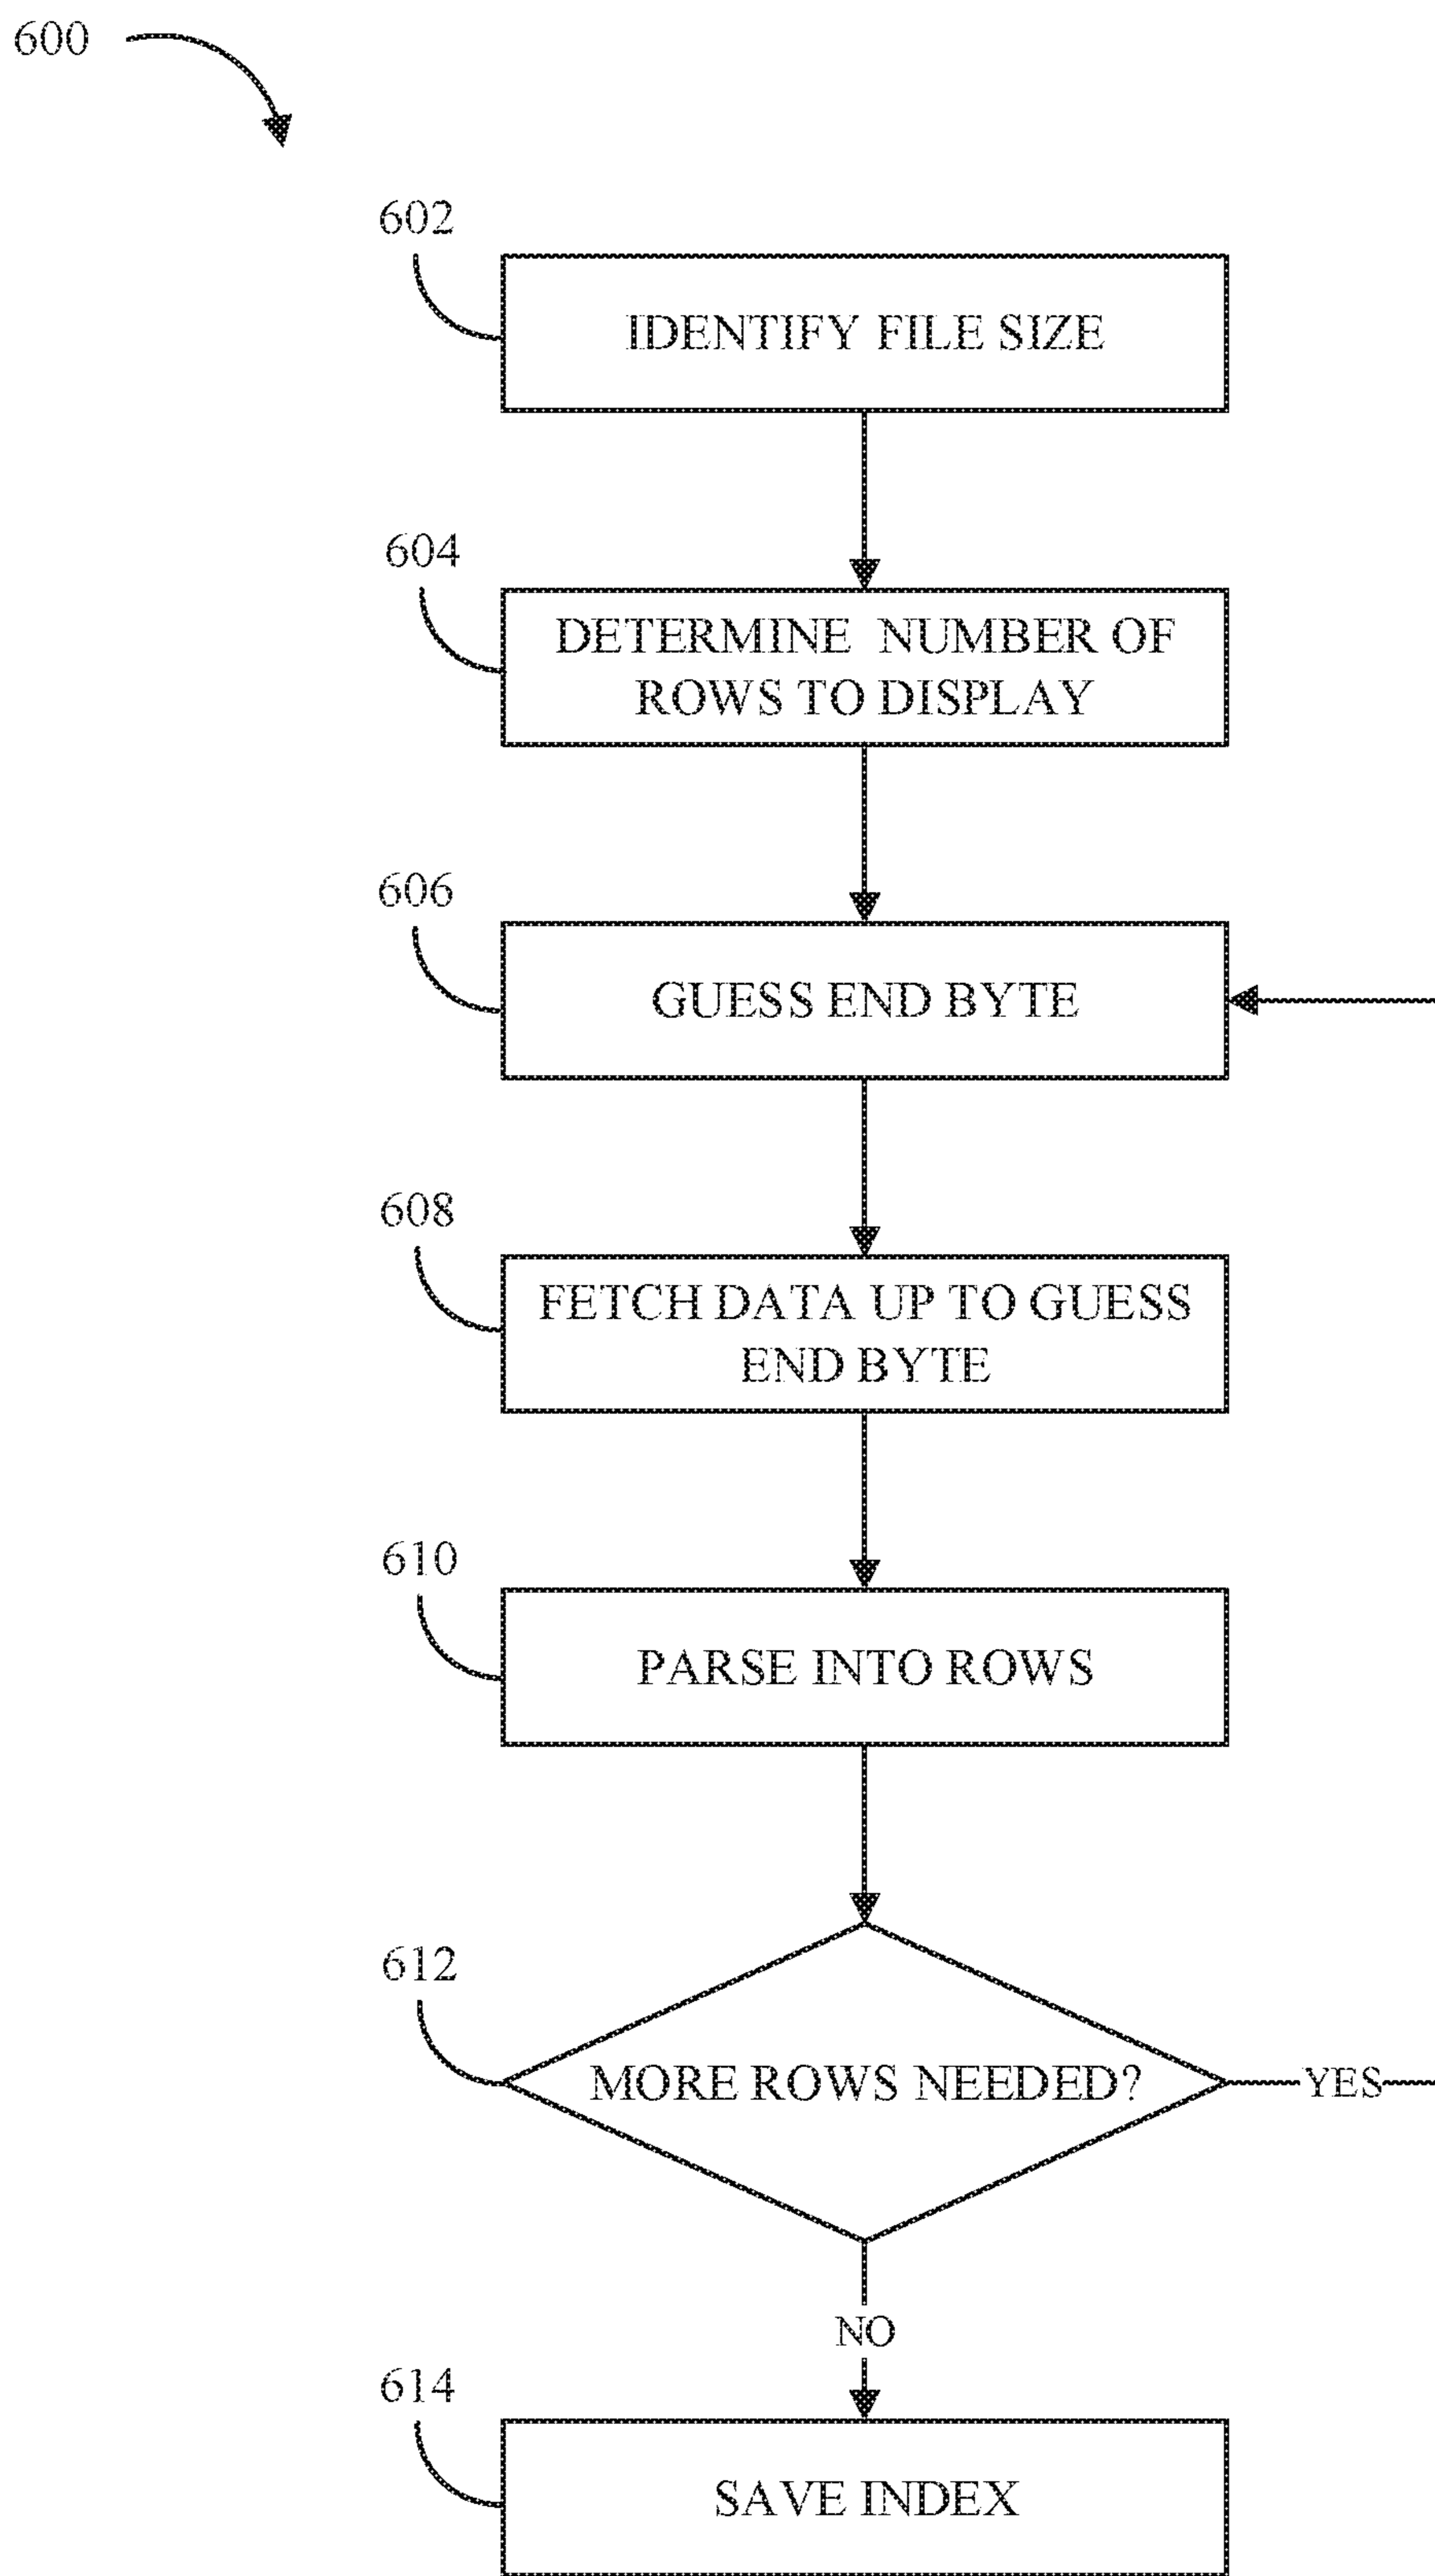 600
602
IDENTIFY FILE SIZE
604
DETERMINE NUMBER OF
ROWS TO DISPLAY
606
GUESS END BYTE
608
FETCH DATA UP TO GUESS
END BYTE
610
PARSE INTO ROWS
612
MORE ROWS NEEDED?
YES
NO
614
SAVE INDEX